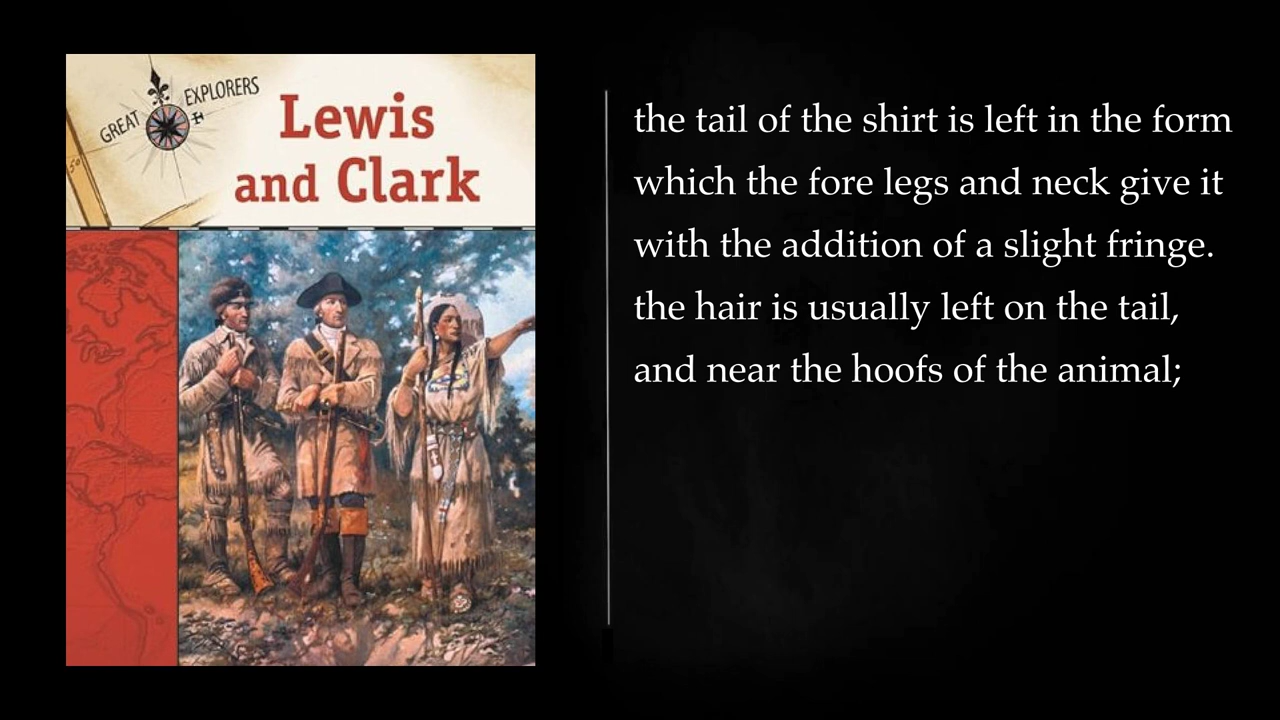 GREAT EXPLORERS
Lewis
and Clark
the tail of the shirt is left in the form
which the fore legs and neck give it
with the addition of a slight fringe.
the hair is usually left on the tail,
and near the hoofs of the animal;